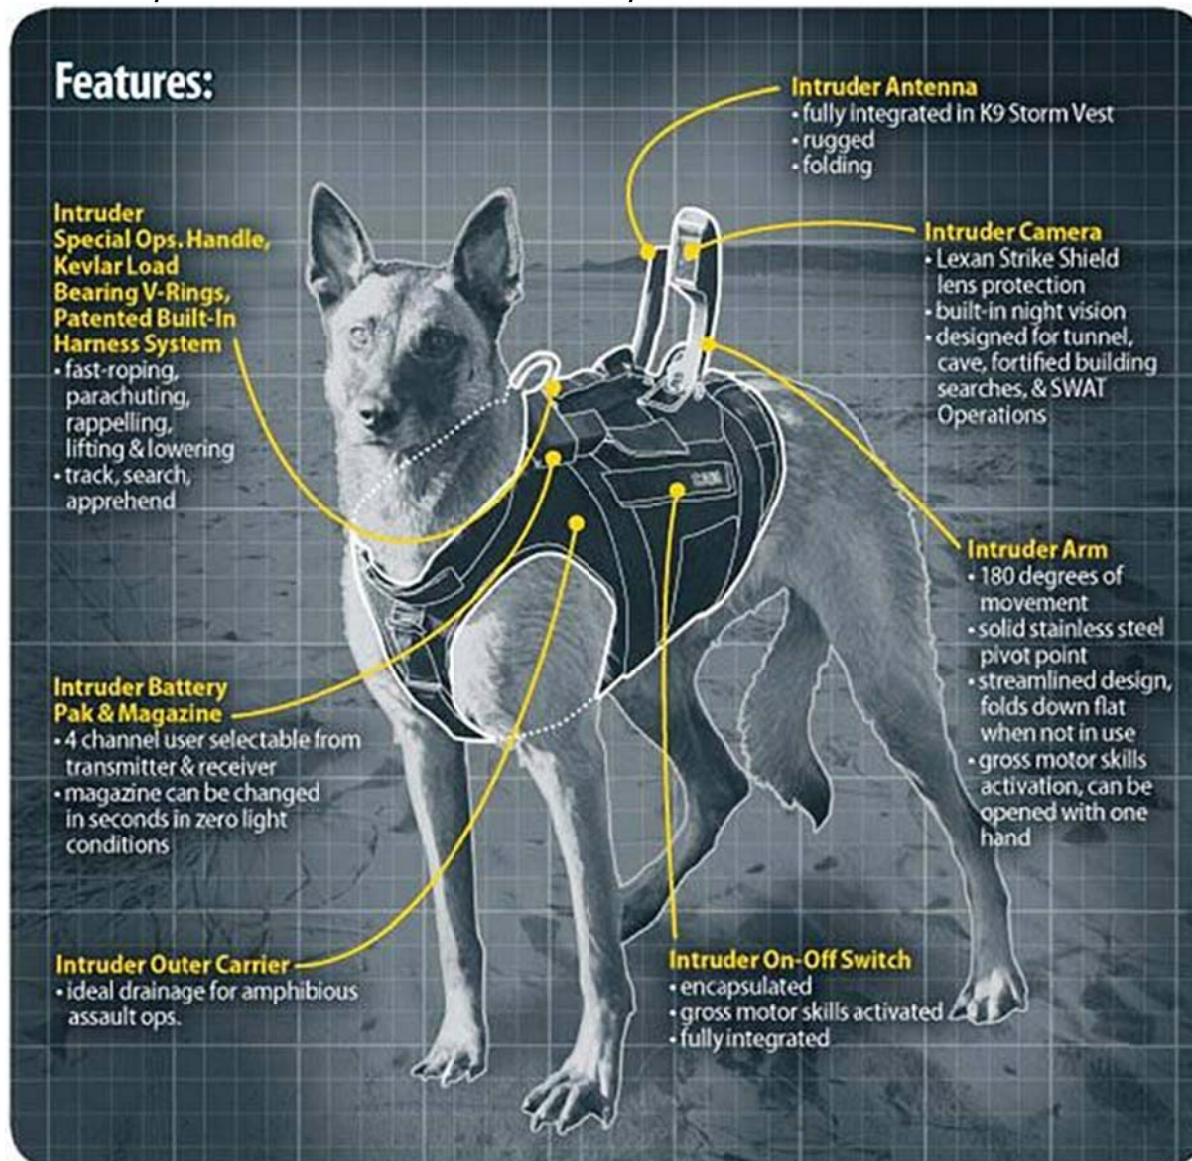 Features:
Intruder Antenna
• fully integrated in K9 Storm Vest
• rugged
• folding
Intruder
Special Ops. Handle,
Kevlar Load
Bearing V-Rings,
Patented Built-In
Harness System
• fast-roping,
parachuting,
rappelling,
lifting & lowering
• track, search,
apprehend
Intruder Camera
• Lexan Strike Shield
lens protection
• built-in night vision
• designed for tunnel,
cave, fortified building
searches, & SWAT
Operations
Intruder Arm
• 180 degrees of
movement
• solid stainless steel
pivot point
• streamlined design,
folds down flat
when not in use
• gross motor skills
activation, can be
opened with one
hand
Intruder Battery
Pak & Magazine
• 4 channel user selectable from
transmitter & receiver
• magazine can be changed
in seconds in zero light
conditions
Intruder Outer Carrier
• ideal drainage for amphibious
assault ops.
Intruder On-Off Switch
• encapsulated
• gross motor skills activated
• fully integrated